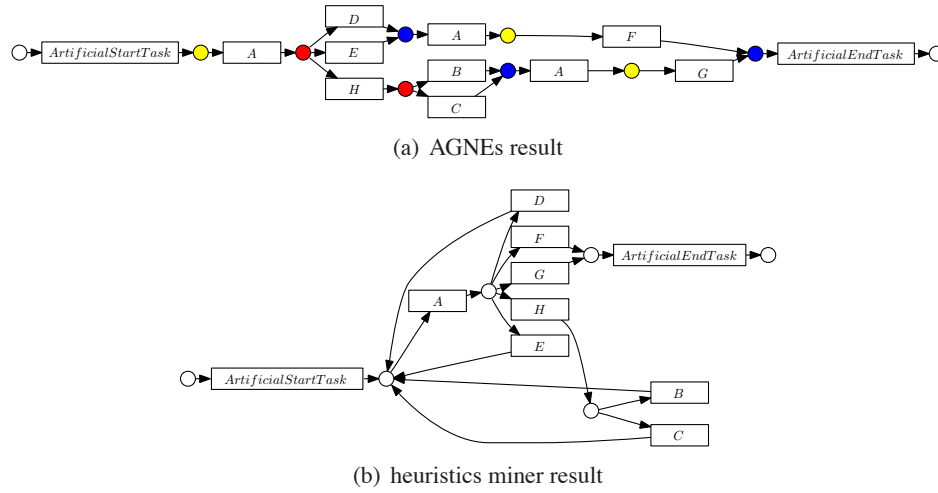 D
ArtificialStartTask A E A F ArtificialEndTask
H B A G
C
(a) AGNEs result
D
F
ArtificialEndTask
G
A H
E
ArtificialStartTask
B
C
(b) heuristics miner result